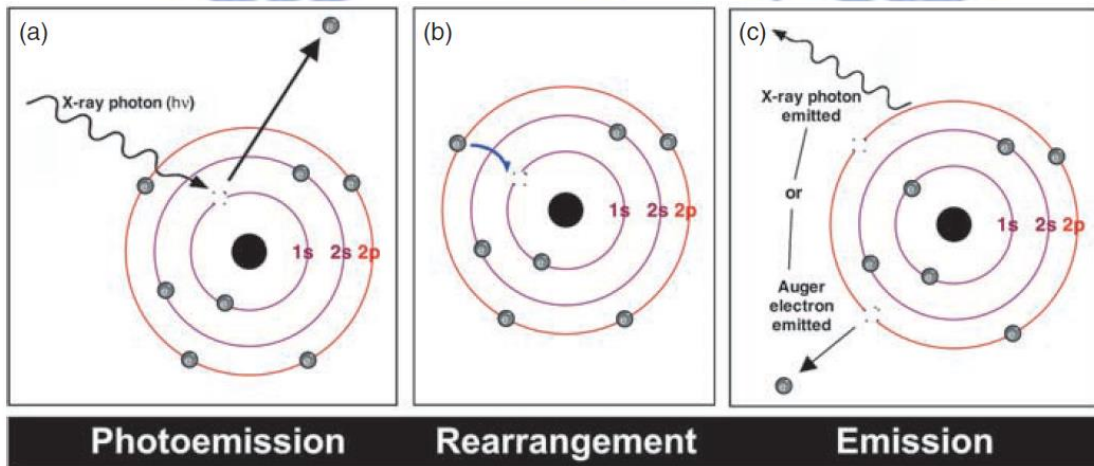 (a)
X-ray photon (hν)
1s 2s 2p
(b)
1s 2s 2p
(c)
X-ray photon
emitted
or
Auger
electron
emitted
1s 2s 2p
Photoemission
Rearrangement
Emission